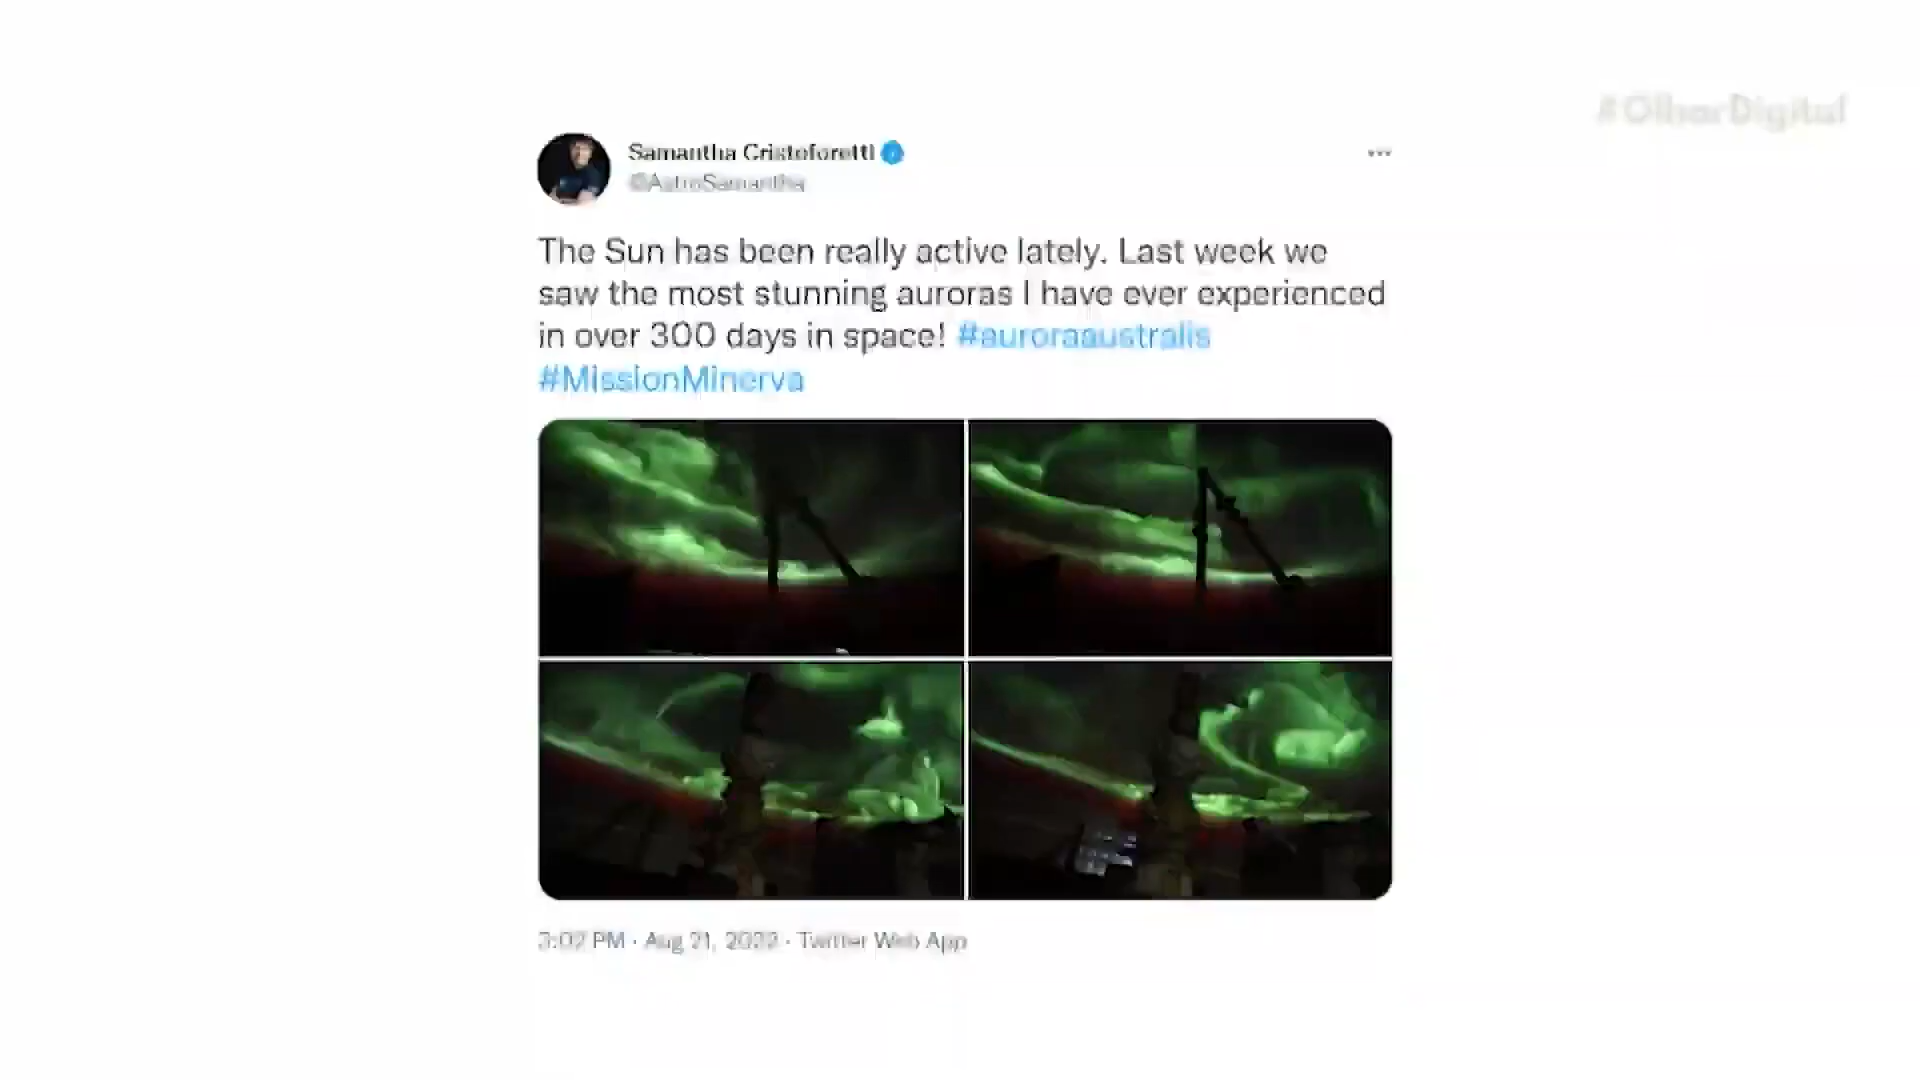 #OlharDigital
Samantha Cristoforetti
@AstroSamantha
The Sun has been really active lately. Last week we
saw the most stunning auroras I have ever experienced
in over 300 days in space! #auroraaustralis
#MissionMinerva
3:02 PM · Aug 21, 2022 · Twitter Web App